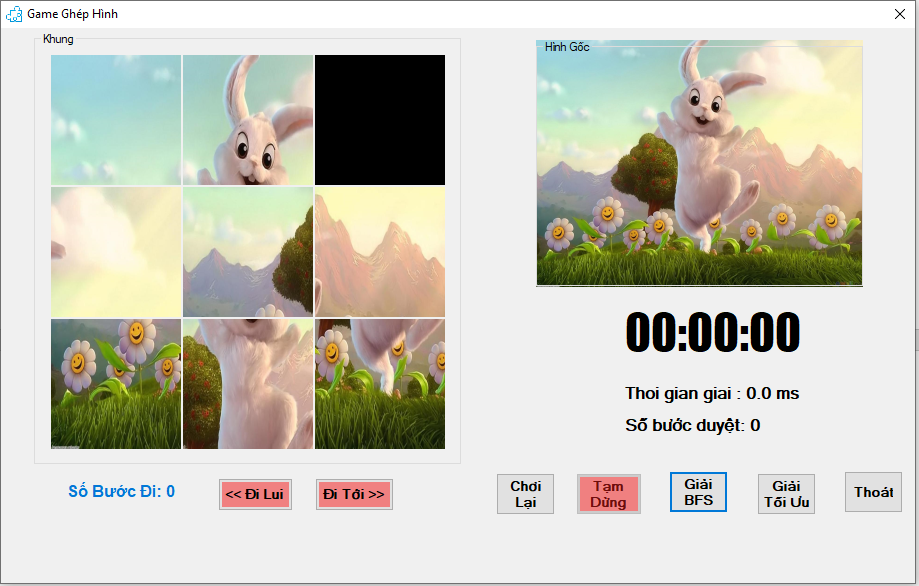 Game Ghép Hình
Khung
Hình Gốc
00:00:00
Thoi gian giai : 0.0 ms
Số bước duyệt: 0
Số Bước Đi: 0
<< Đi Lui
Đi Tới >>
Chơi
Lại
Tạm
Dừng
Giải
BFS
Giải
Tối Ưu
Thoát